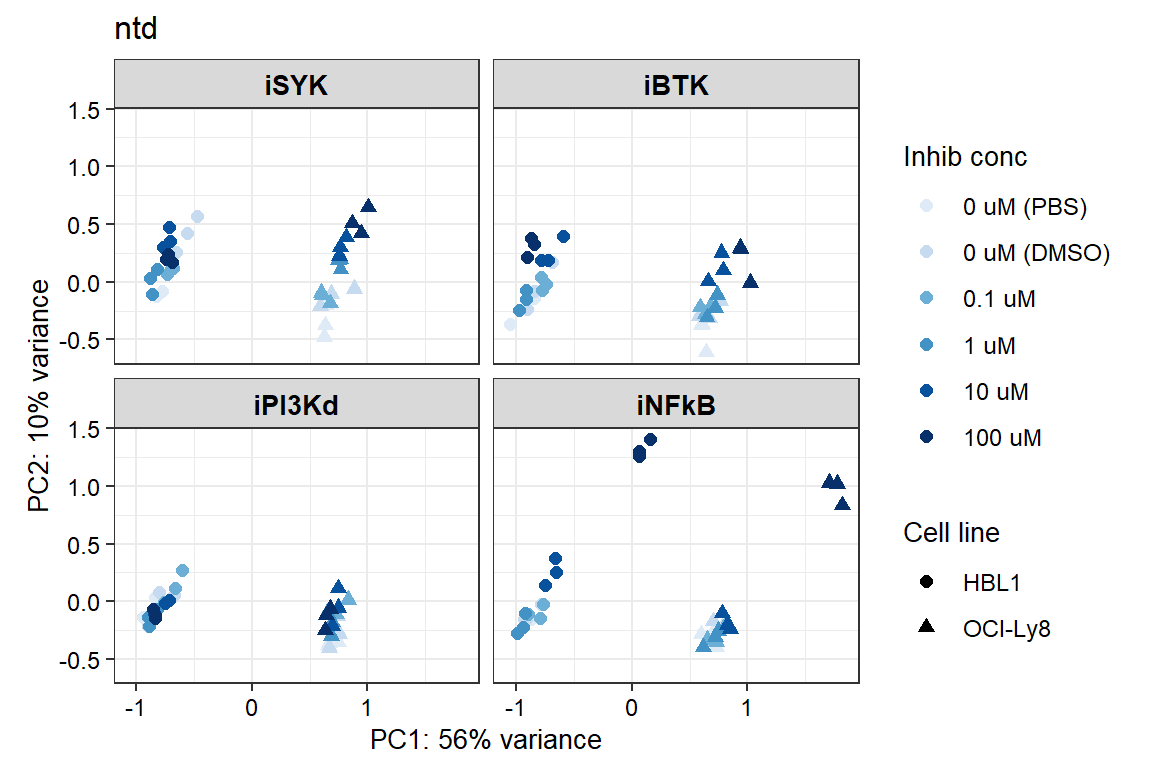 ntd
iSYK
iBTK
1.5
1.0
0.5
0.0
-0.5
iPI3Kd
iNFkB
1.5
1.0
0.5
0.0
-0.5
-1
0
1
-1
0
1
PC1: 56% variance
PC2: 10% variance
Inhib conc
0 uM (PBS)
0 uM (DMSO)
0.1 uM
1 uM
10 uM
100 uM
Cell line
HBL1
OCI-Ly8